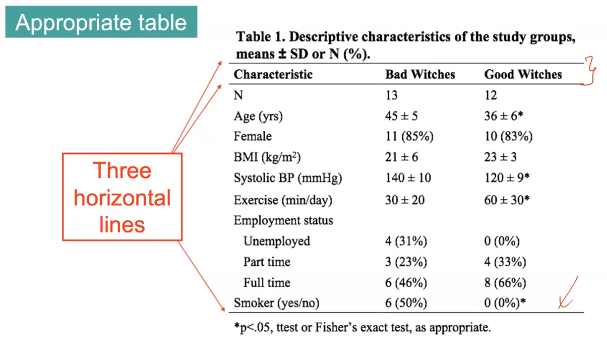 Appropriate table
Table 1. Descriptive characteristics of the study groups,
means ± SD or N (%).
Characteristic Bad Witches Good Witches
N 13 12
Age (yrs) 45 ± 5 36 ± 6*
Female 11 (85%) 10 (83%)
BMI (kg/m²) 21 ± 6 23 ± 3
Systolic BP (mmHg) 140 ± 10 120 ± 9*
Exercise (min/day) 30 ± 20 60 ± 30*
Employment status
Unemployed 4 (31%) 0 (0%)
Part time 3 (23%) 4 (33%)
Full time 6 (46%) 8 (66%)
Smoker (yes/no) 6 (50%) 0 (0%)*
*p<.05, ttest or Fisher's exact test, as appropriate.
Three
horizontal
lines